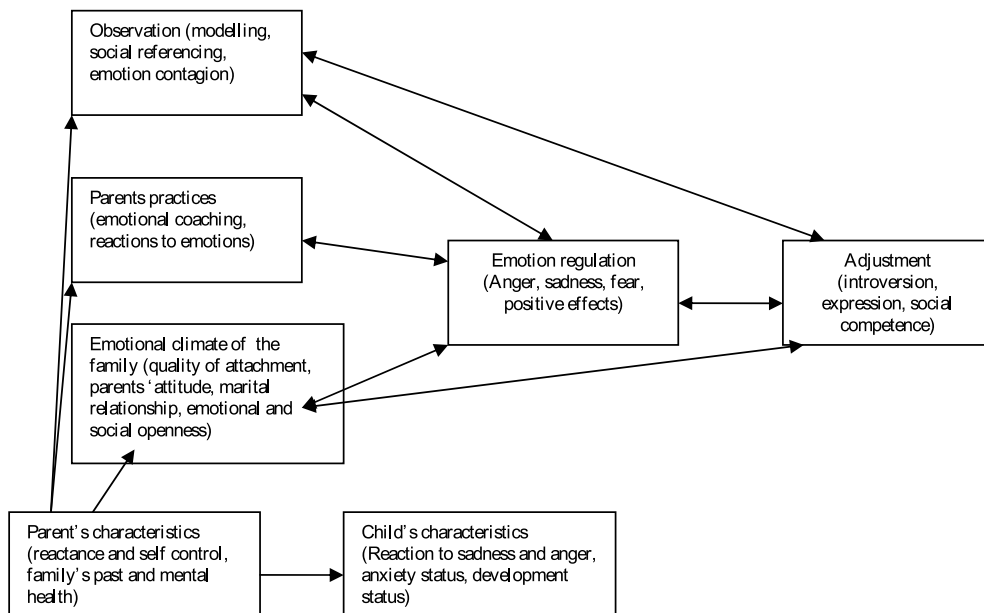 Observation (modelling,
social referencing,
emotion contagion)
Parents practices
(emotional coaching,
reactions to emotions)
Emotion regulation
(Anger, sadness, fear,
positive effects)
Adjustment
(introversion,
expression, social
competence)
Emotional climate of the
family (quality of attachment,
parents ‘attitude, marital
relationship, emotional and
social openness)
Parent’s characteristics
(reactance and self control,
family’s past and mental
health)
Child’s characteristics
(Reaction to sadness and anger,
anxiety status, development
status)